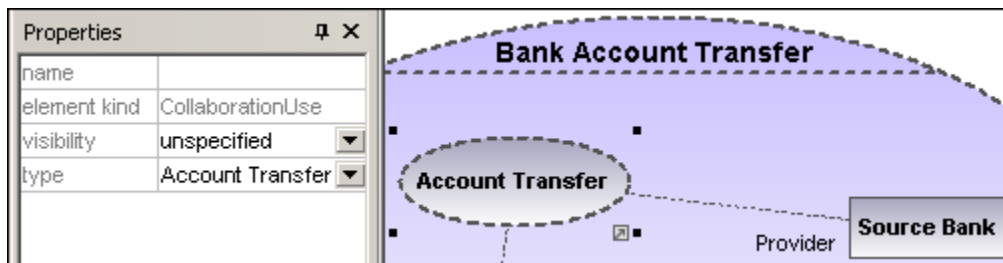 Properties
name
element kind CollaborationUse
visibility unspecified
type Account Transfer
Bank Account Transfer
Account Transfer
Source Bank
Provider